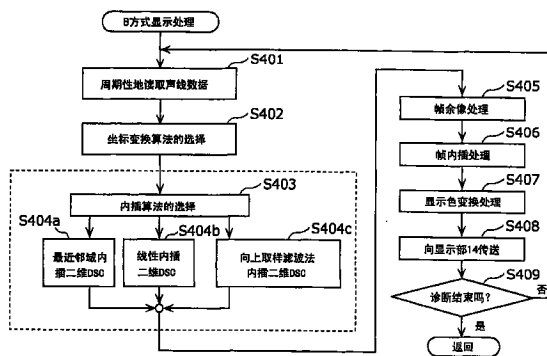 B方式显示处理
S401
周期性地读取声线数据
S402
坐标变换算法的选择
S403
内插算法的选择
S404a
最近邻域内
插二维DSC
S404b
线性内插
二维DSC
S404c
向上取样滤波法
内插二维DSC
S405
帧余像处理
S406
帧内插处理
S407
显示色变换处理
S408
向显示部14传送
S409
诊断结束吗?
否
是
返回